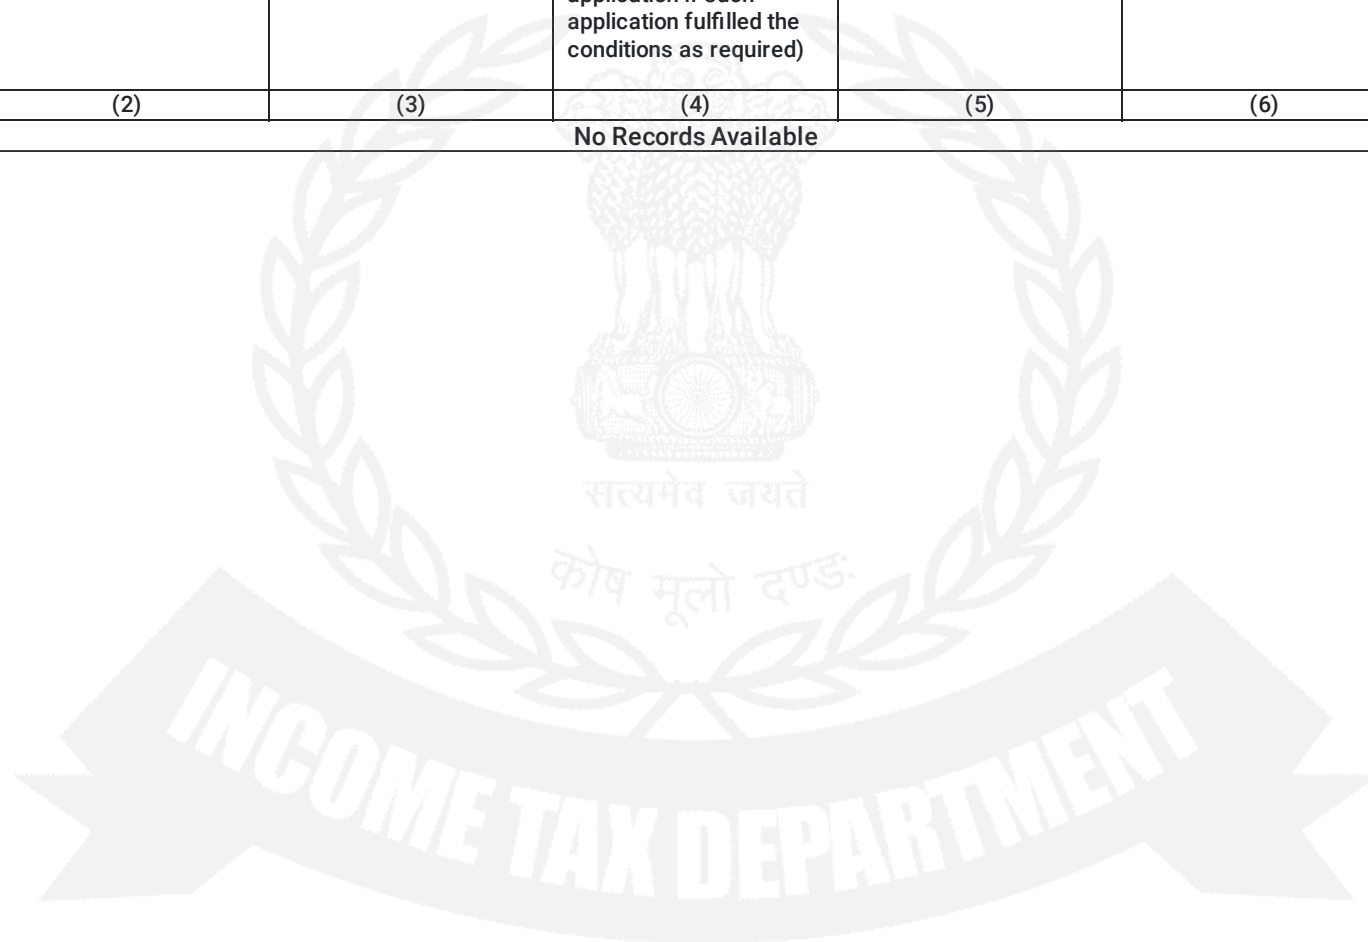 application if such
application fulfilled the
conditions as required)
(2) (3) (4) (5) (6)
No Records Available
सत्यमेव जयते
कोष मूलो दण्डः
INCOME TAX DEPARTMENT